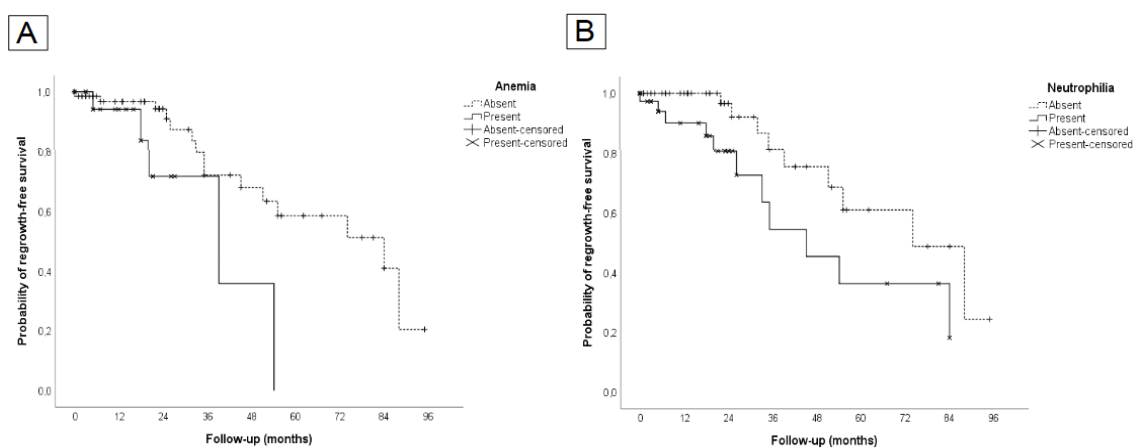 A
Anemia
Absent
Present
Absent-censored
Present-censored
Probability of regrowth-free survival
1,0
0,8
0,6
0,4
0,2
0,0
0 12 24 36 48 60 72 84 96
Follow-up (months)
B
Neutrophilia
Absent
Present
Absent-censored
Present-censored
Probability of regrowth-free survival
1,0
0,8
0,6
0,4
0,2
0,0
0 12 24 36 48 60 72 84 96
Follow-up (months)